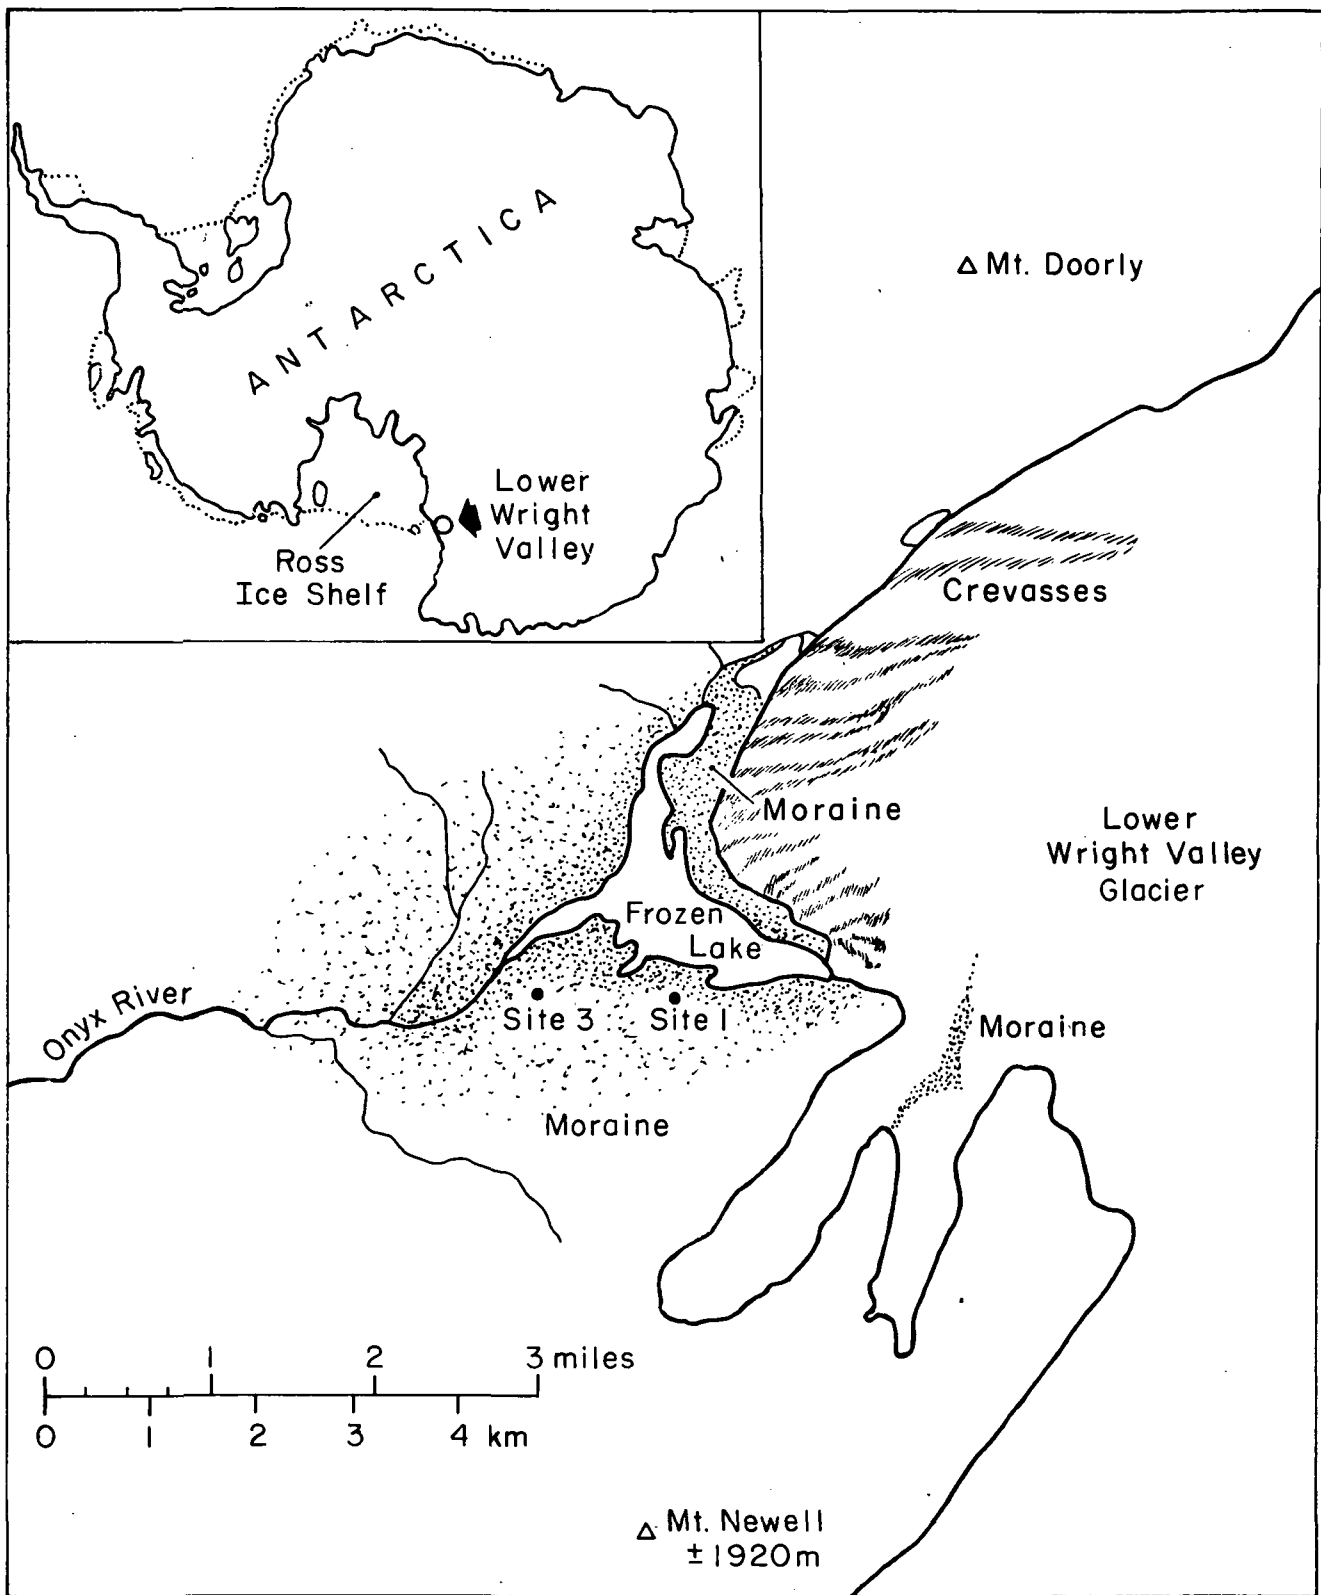 ANTARCTICA
Lower
Wright
Valley
Ross
Ice Shelf
Mt. Doorly
Crevasses
Moraine
Lower
Wright Valley
Glacier
Frozen
Lake
Onyx River
Site 3
Site 1
Moraine
Moraine
0 1 2 3 miles
0 1 2 3 4 km
Mt. Newell
± 1920m